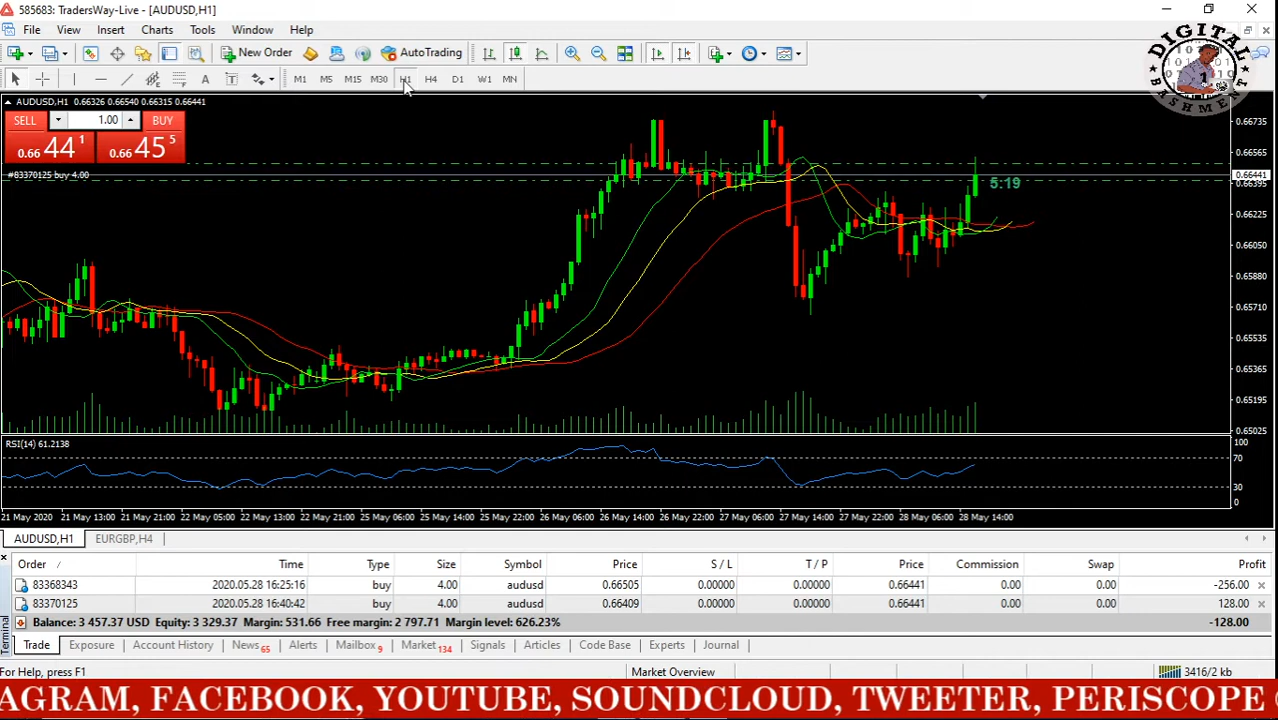 585683: TradersWay-Live - [AUDUSD,H1]
File View Insert Charts Tools Window Help
New Order AutoTrading
A T M1 M5 M15 M30 H1 H4 D1 W1 MN
DIGITAL BASHMENT
AUDUSD,H1 0.66326 0.66540 0.66315 0.66441
SELL 1.00 BUY
0.66 44 1 0.66 45 5
#83370125 buy 4.00
5:19
0.66735
0.66565
0.66441
0.66395
0.66225
0.66050
0.65880
0.65710
0.65535
0.65365
0.65195
0.65025
RSI(14) 61.2138
100
70
30
0
21 May 2020 21 May 13:00 21 May 21:00 22 May 05:00 22 May 13:00 22 May 21:00 25 May 06:00 25 May 14:00 25 May 22:00 26 May 06:00 26 May 14:00 26 May 22:00 27 May 06:00 27 May 14:00 27 May 22:00 28 May 06:00 28 May 14:00
AUDUSD,H1 EURGBP,H4
Order / Time Type Size Symbol Price S / L T / P Price Commission Swap Profit
83368343 2020.05.28 16:25:16 buy 4.00 audusd 0.66505 0.00000 0.00000 0.66441 0.00 0.00 -256.00
83370125 2020.05.28 16:40:42 buy 4.00 audusd 0.66409 0.00000 0.00000 0.66441 0.00 0.00 128.00
Balance: 3 457.37 USD Equity: 3 329.37 Margin: 531.66 Free margin: 2 797.71 Margin level: 626.23% -128.00
Terminal
Trade Exposure Account History News 65 Alerts Mailbox 9 Market 134 Signals Articles Code Base Experts Journal
For Help, press F1 Market Overview 3416/2 kb
AGRAM, FACEBOOK, YOUTUBE, SOUNDCLOUD, TWEETER, PERISCOPE